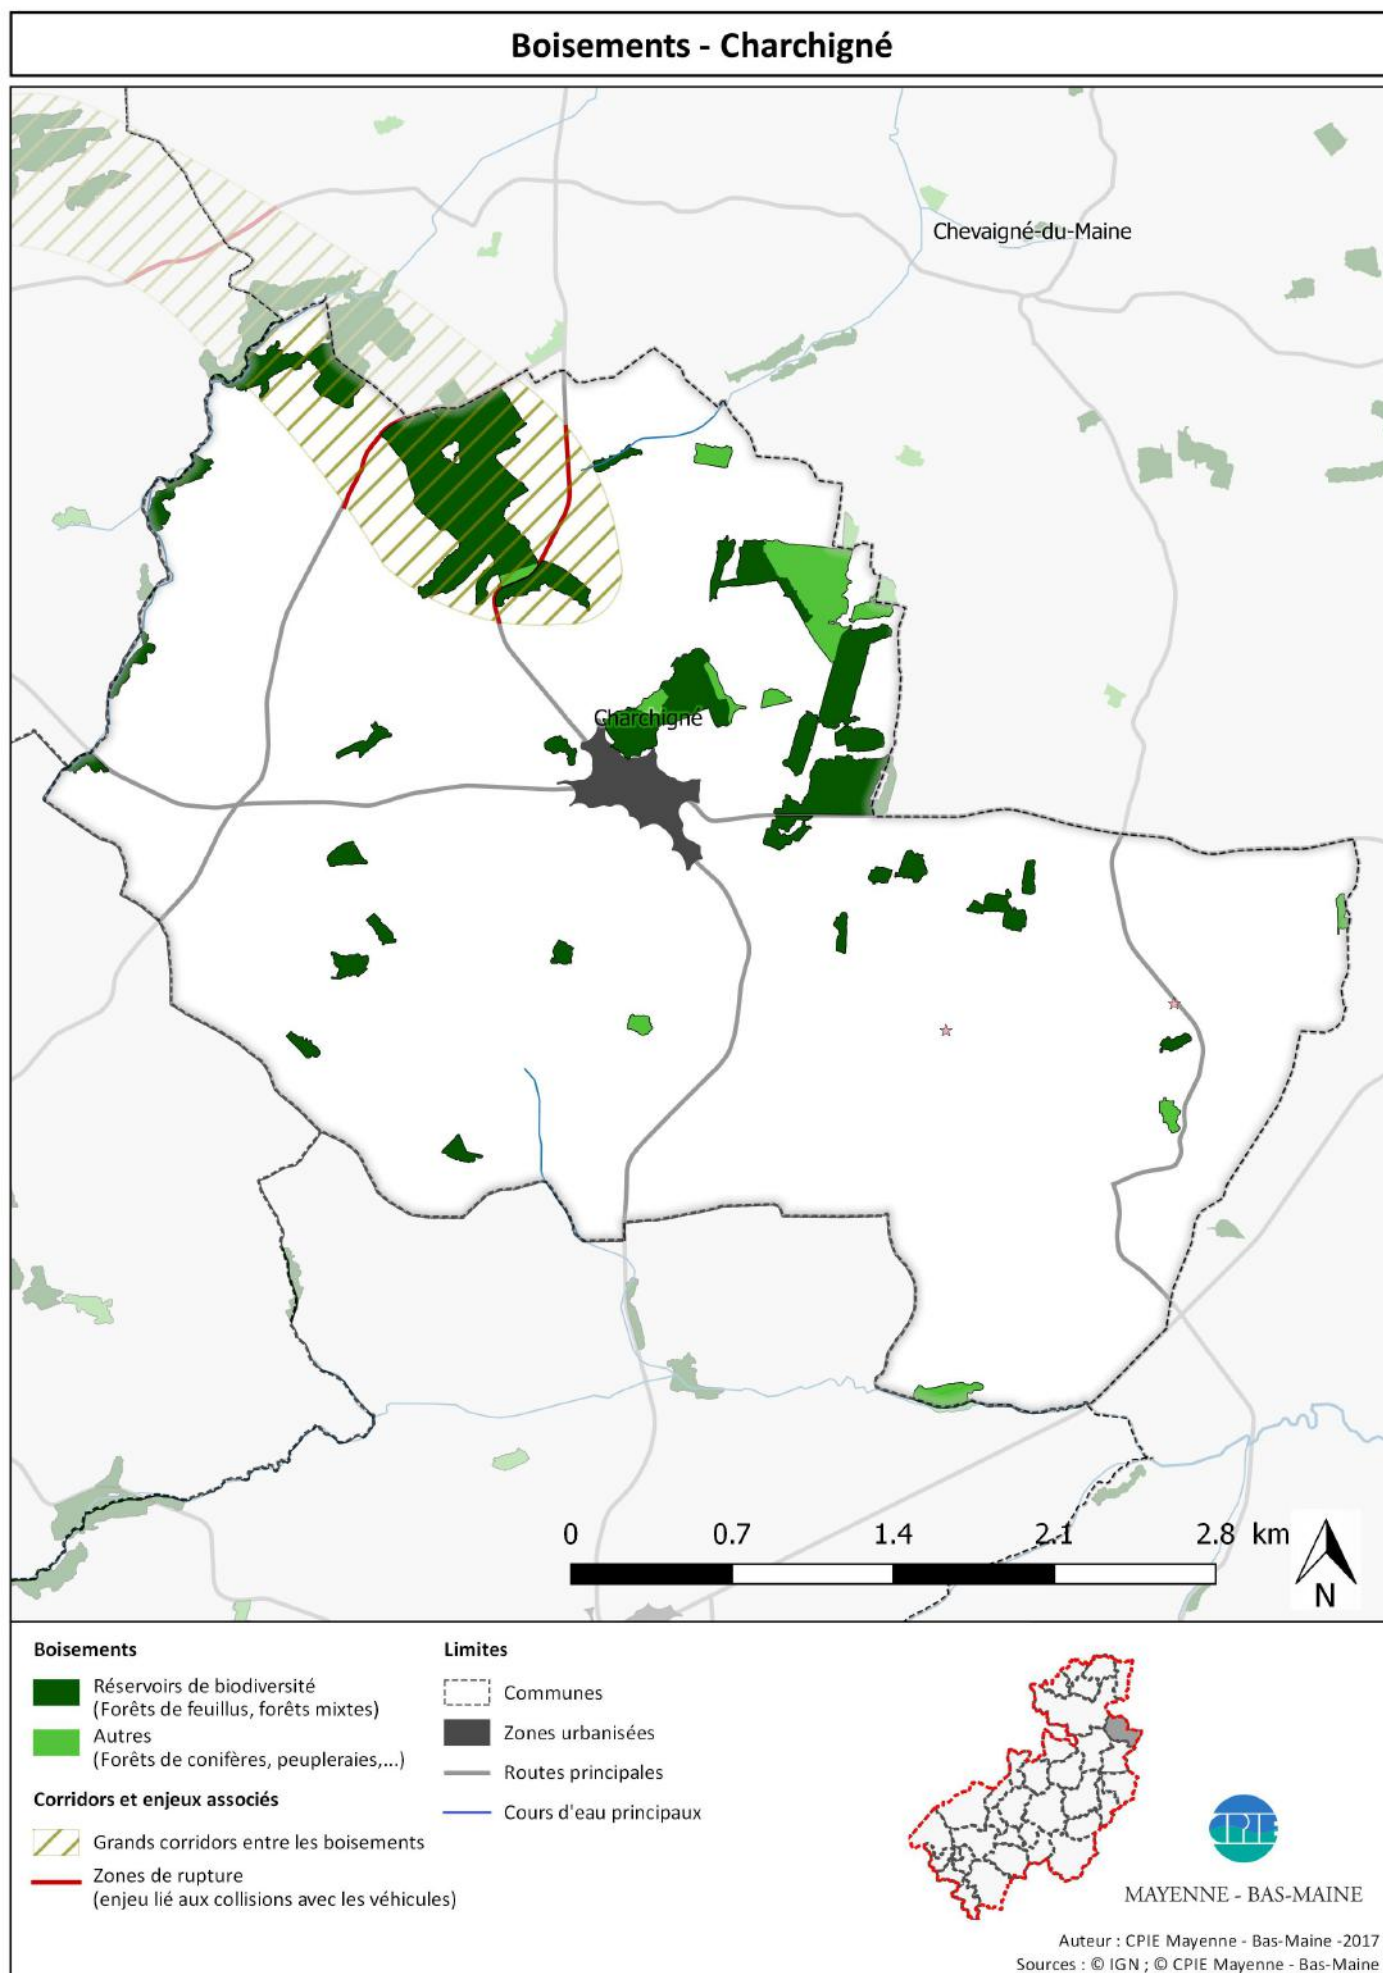 Boisements - Charchigné
Chevaigné-du-Maine
Charchigné
0 0.7 1.4 2.1 2.8 km
N
Boisements
Réservoirs de biodiversité
(Forêts de feuillus, forêts mixtes)
Autres
(Forêts de conifères, peupleraies,...)
Corridors et enjeux associés
Grands corridors entre les boisements
Zones de rupture
(enjeu lié aux collisions avec les véhicules)
Limites
Communes
Zones urbanisées
Routes principales
Cours d'eau principaux
CPIE
MAYENNE - BAS-MAINE
Auteur : CPIE Mayenne - Bas-Maine -2017
Sources : © IGN ; © CPIE Mayenne - Bas-Maine